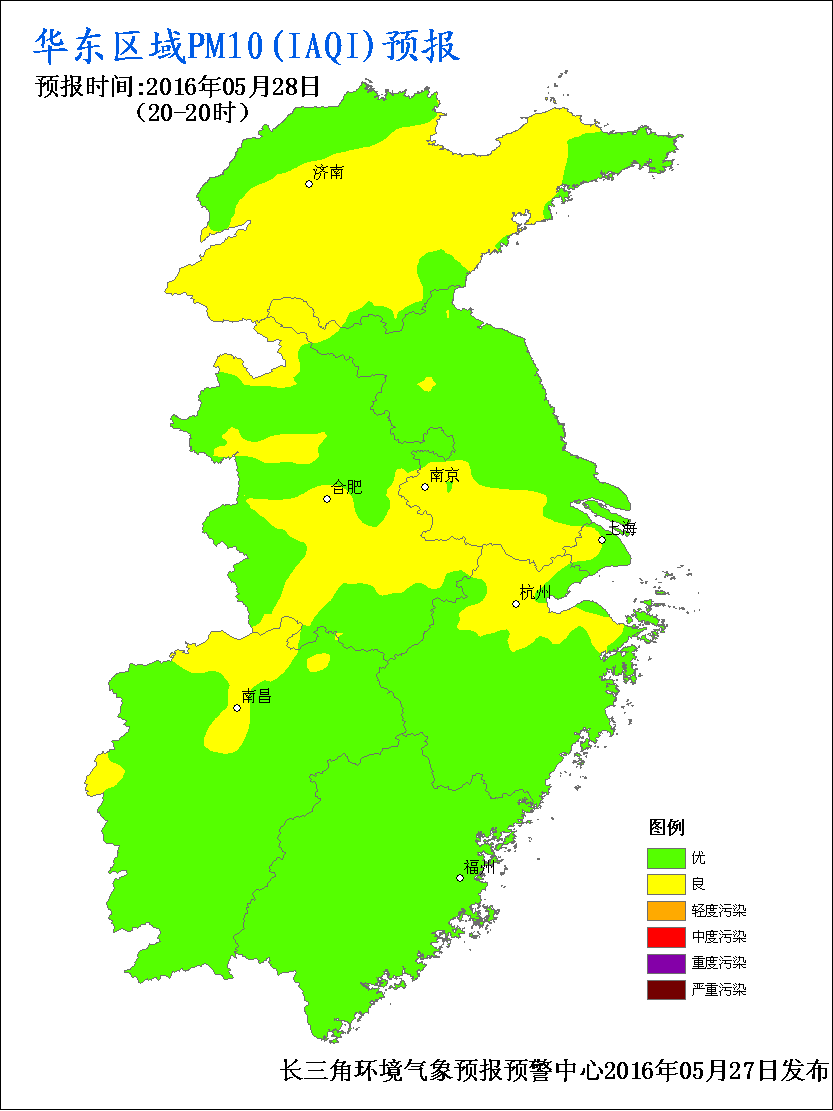 华东区域PM10(IAQI)预报
预报时间:2016年05月28日
(20-20时)
济南
南京
合肥
上海
杭州
南昌
福州
图例
优
良
轻度污染
中度污染
重度污染
严重污染
长三角环境气象预报预警中心2016年05月27日发布